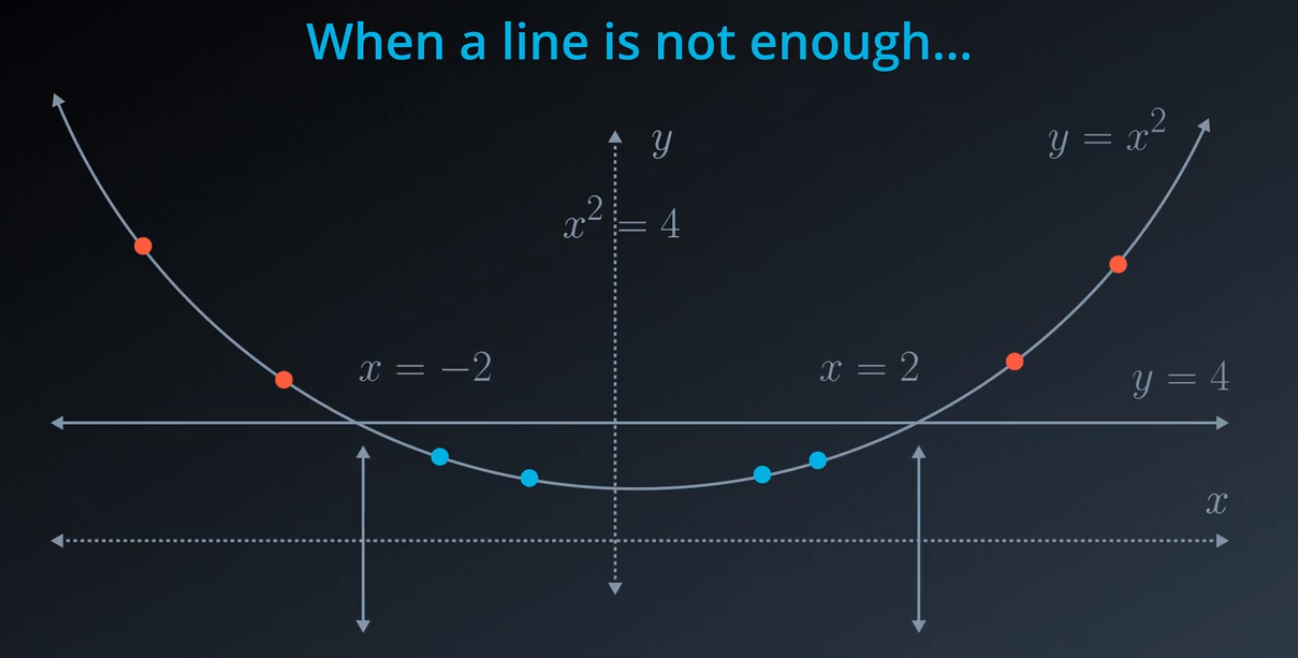 When a line is not enough...
y
y = x²
x² = 4
x = −2
x = 2
y = 4
x